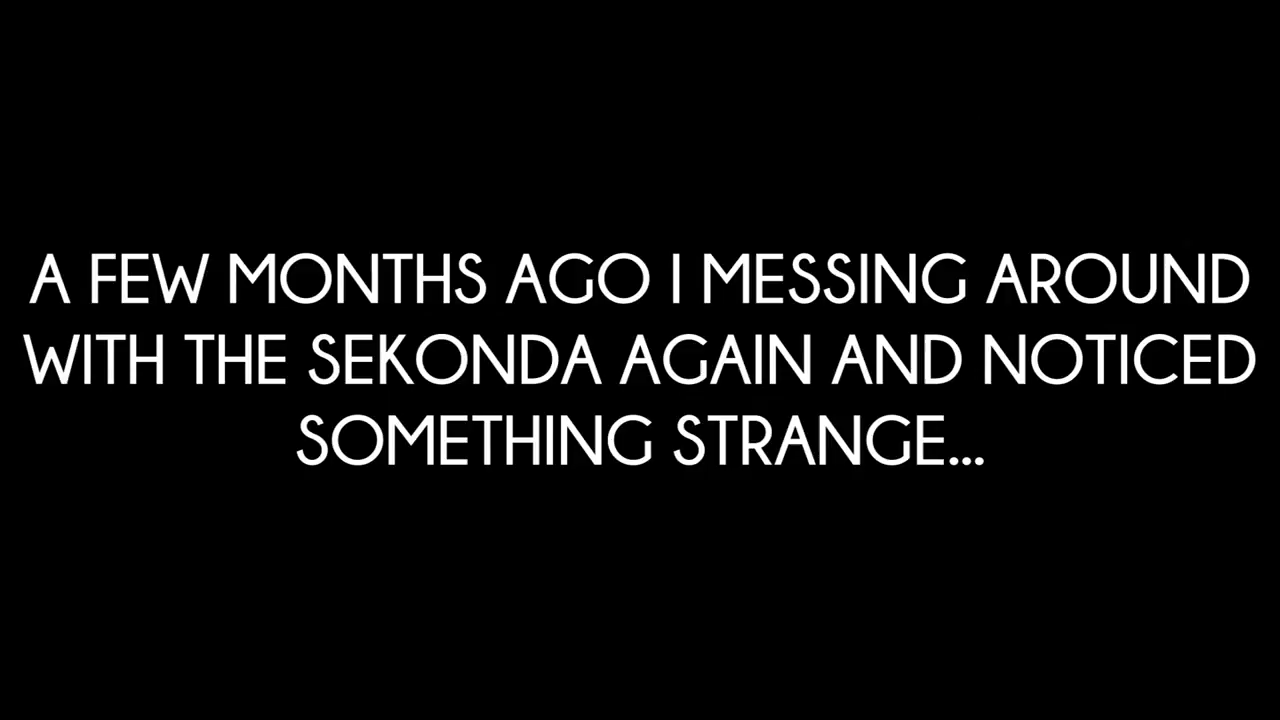 A FEW MONTHS AGO I MESSING AROUND
WITH THE SEKONDA AGAIN AND NOTICED
SOMETHING STRANGE...